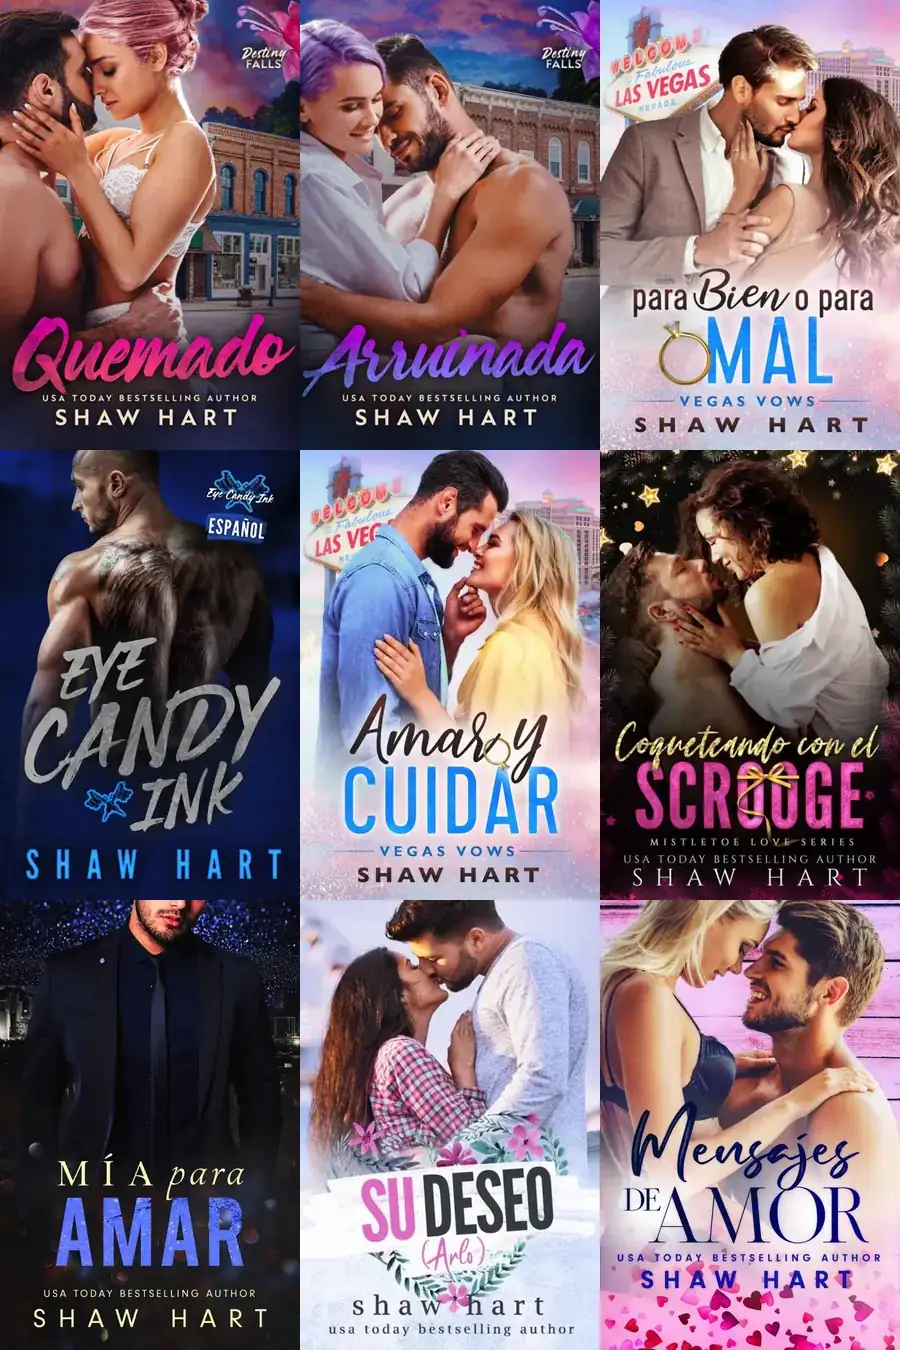 Destiny
FALLS
Quemado
USA TODAY BESTSELLING AUTHOR
SHAW HART
Destiny
FALLS
Arruinada
USA TODAY BESTSELLING AUTHOR
SHAW HART
WELCOME
Fabulous
LAS VEGAS
NEVADA
para Bien o para
MAL
VEGAS VOWS
SHAW HART
Eye Candy Ink
ESPAÑOL
EYE
CANDY
INK
SHAW HART
WELCOME
Fabulous
LAS VEG
Amar y
CUIDAR
VEGAS VOWS
SHAW HART
Coqueteando con el
SCROOGE
MISTLETOE LOVE SERIES
USA TODAY BESTSELLING AUTHOR
SHAW HART
MÍA para
AMAR
USA TODAY BESTSELLING AUTHOR
SHAW HART
SU DESEO
(Arlo)
shaw hart
usa today bestselling author
Mensajes
DE AMOR
USA TODAY BESTSELLING AUTHOR
SHAW HART